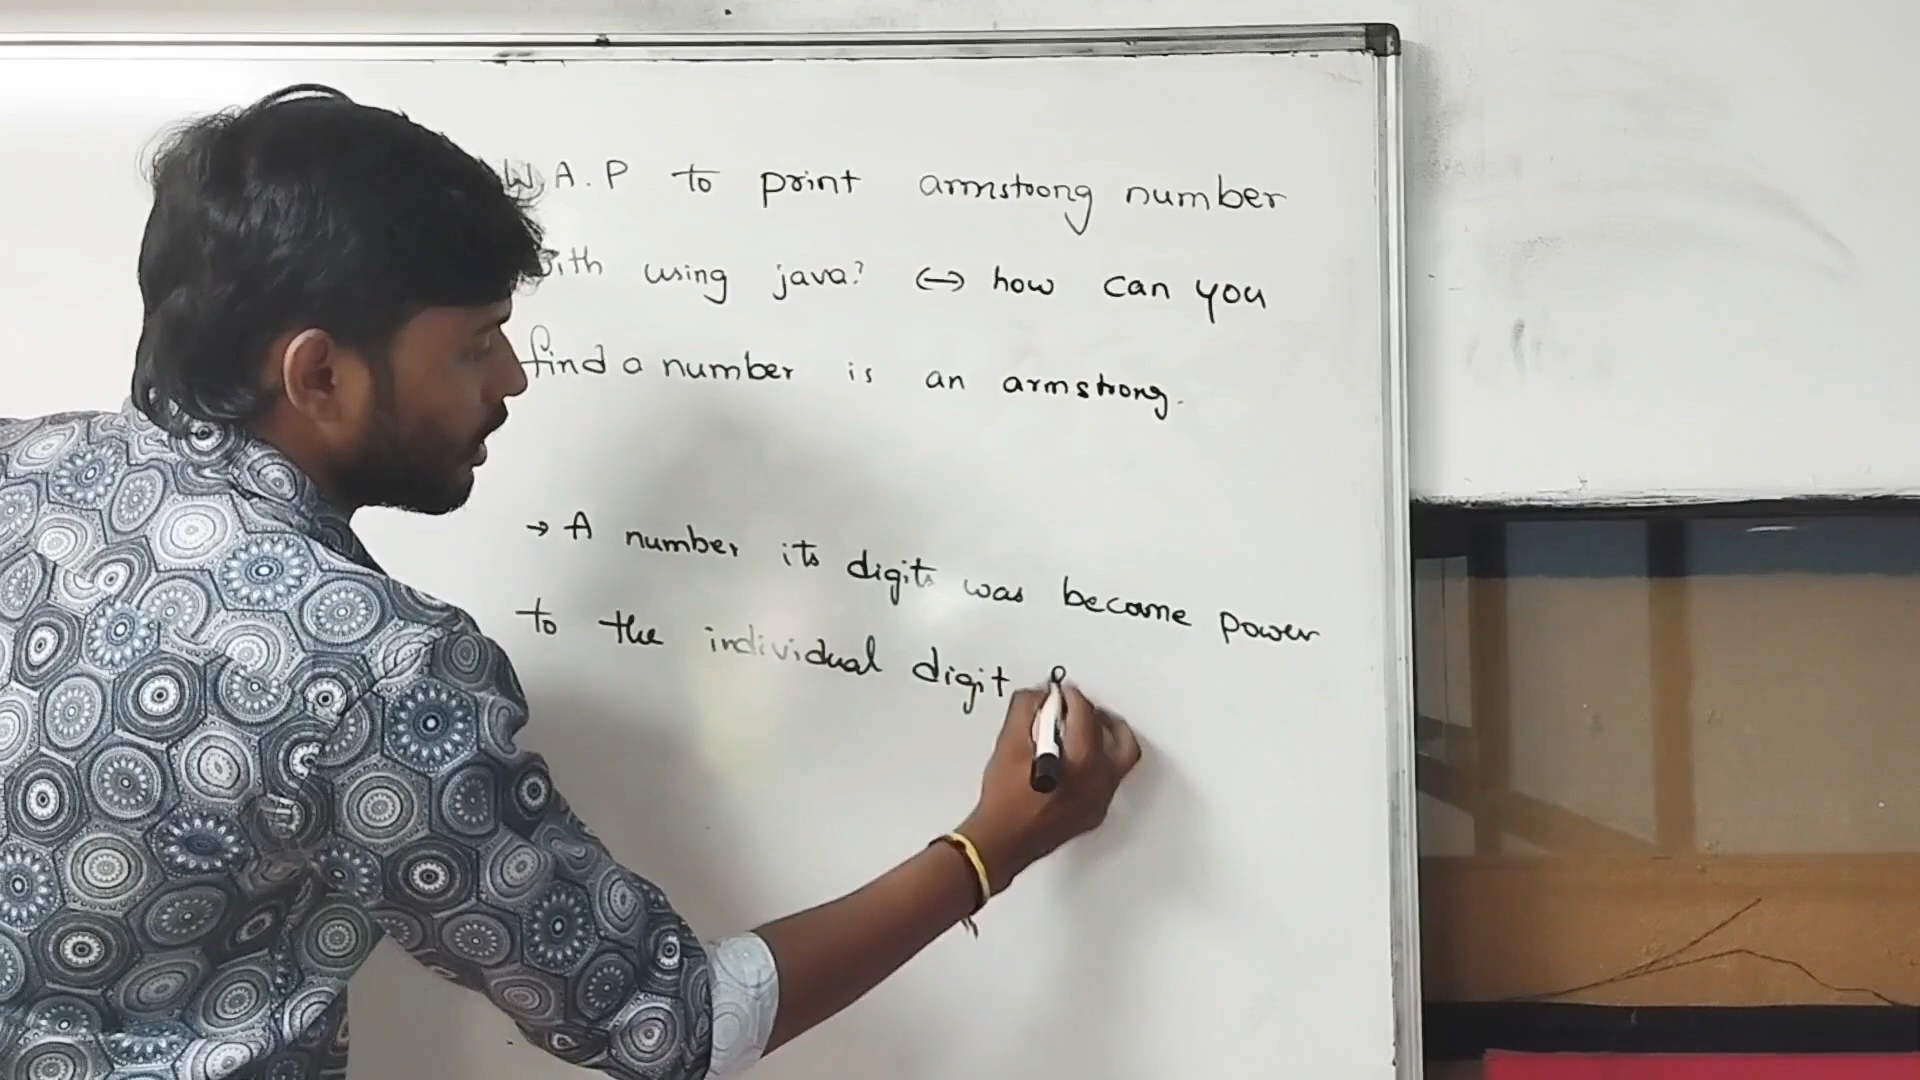 W.A.P to print armstrong number
with using java? ↔ how can you
find a number is an armstrong.
→ A number its digits was become power
to the individual digit &